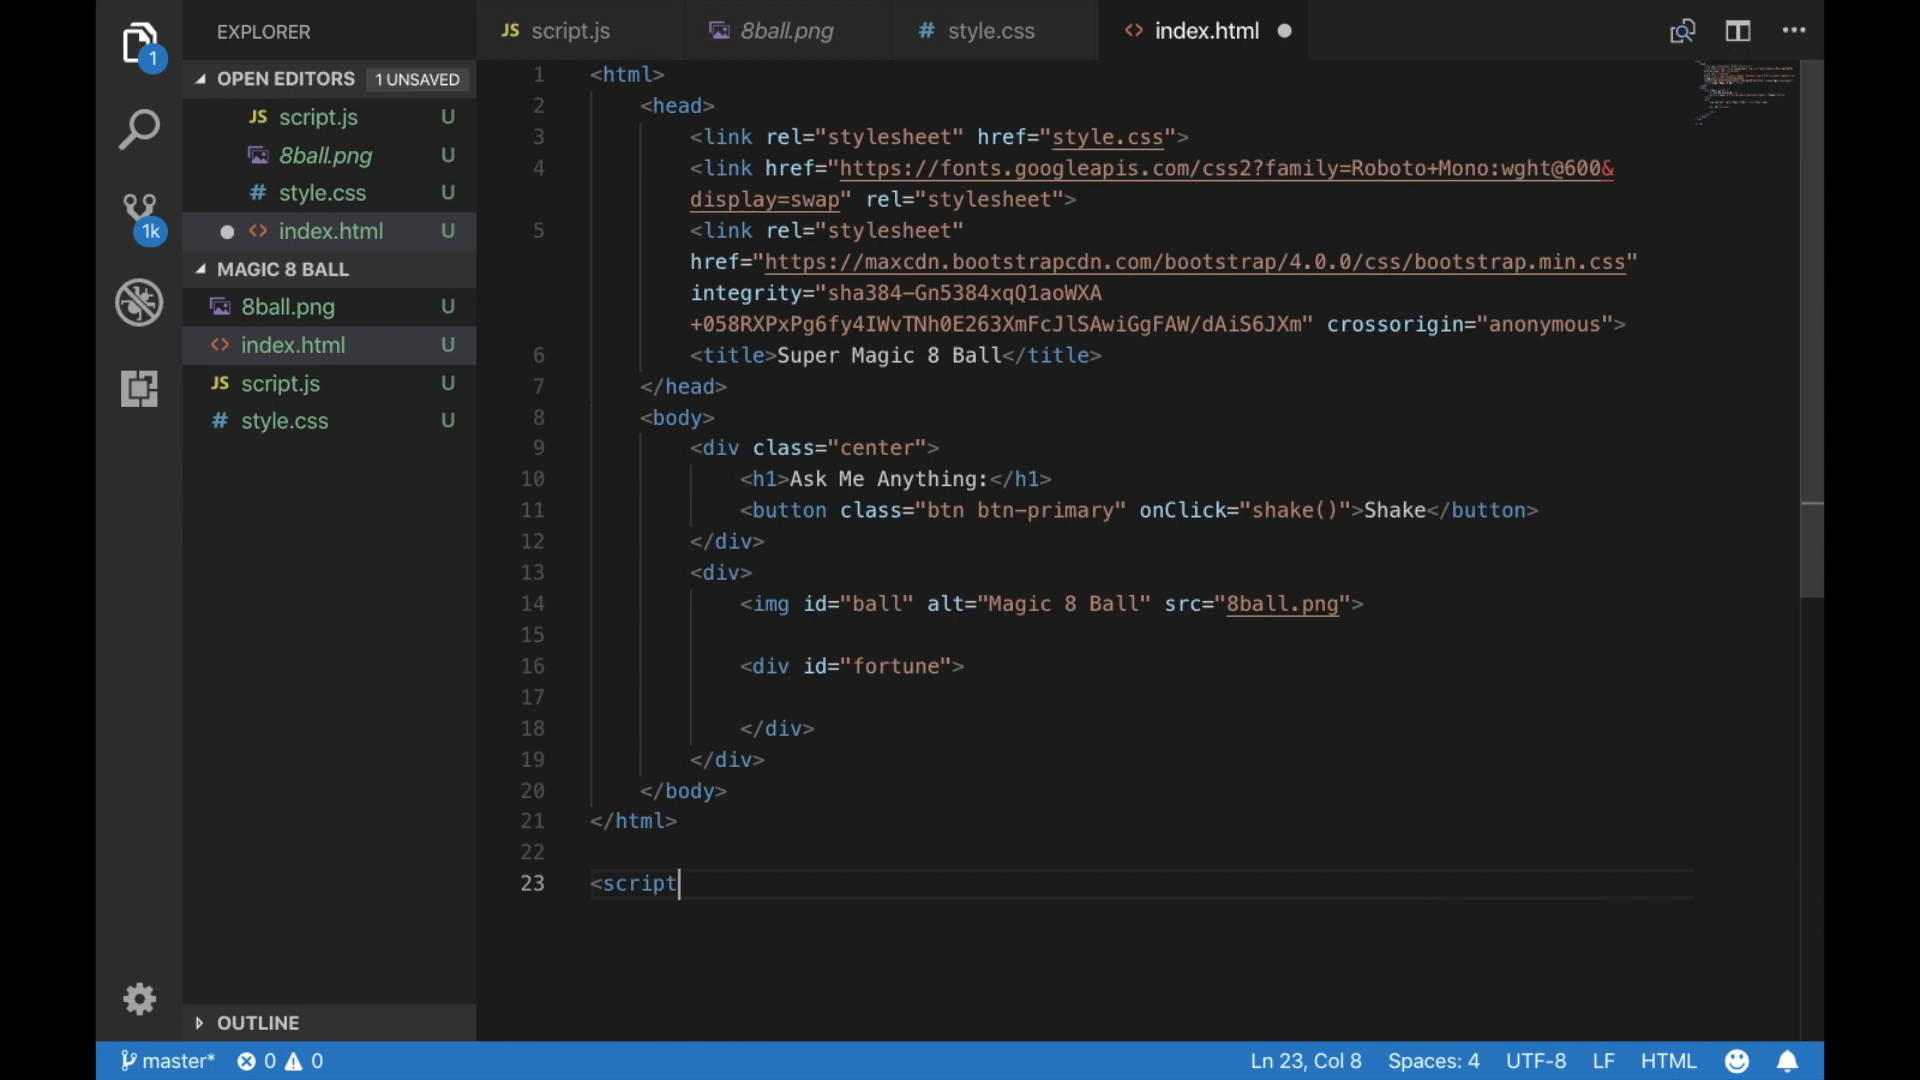 EXPLORER
OPEN EDITORS 1 UNSAVED
JS script.js U
8ball.png U
# style.css U
<> index.html U
MAGIC 8 BALL
8ball.png U
<> index.html U
JS script.js U
# style.css U
OUTLINE
1
1k
JS script.js 8ball.png # style.css <> index.html
1 <html>
2 <head>
3 <link rel="stylesheet" href="style.css">
4 <link href="https://fonts.googleapis.com/css2?family=Roboto+Mono:wght@600&
display=swap" rel="stylesheet">
5 <link rel="stylesheet"
href="https://maxcdn.bootstrapcdn.com/bootstrap/4.0.0/css/bootstrap.min.css"
integrity="sha384-Gn5384xqQ1aoWXA
+058RXPxPg6fy4IWvTNh0E263XmFcJlSAwiGgFAW/dAiS6JXm" crossorigin="anonymous">
6 <title>Super Magic 8 Ball</title>
7 </head>
8 <body>
9 <div class="center">
10 <h1>Ask Me Anything:</h1>
11 <button class="btn btn-primary" onClick="shake()">Shake</button>
12 </div>
13 <div>
14 <img id="ball" alt="Magic 8 Ball" src="8ball.png">
15
16 <div id="fortune">
17
18 </div>
19 </div>
20 </body>
21 </html>
22
23 <script
master* 0 0 Ln 23, Col 8 Spaces: 4 UTF-8 LF HTML